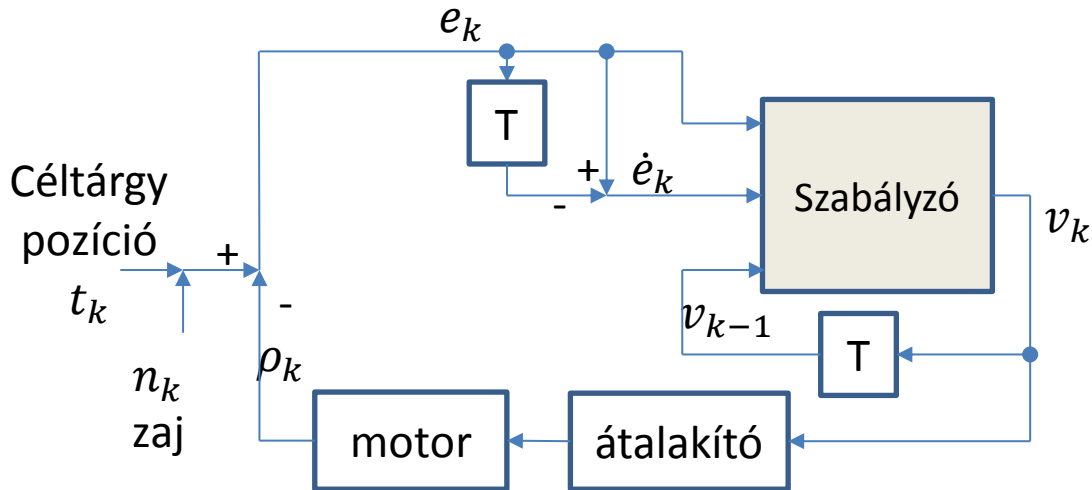 e_k
T
+
-
ė_k
Szabályzó
v_k
Céltárgy
pozíció
t_k
+
-
v_{k-1}
T
n_k
zaj
ρ_k
motor
átalakító